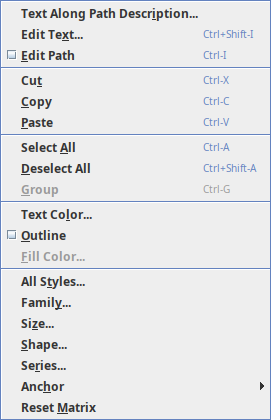 Text Along Path Description...
Edit Text... Ctrl+Shift-I
Edit Path Ctrl-I
Cut Ctrl-X
Copy Ctrl-C
Paste Ctrl-V
Select All Ctrl-A
Deselect All Ctrl+Shift-A
Group Ctrl-G
Text Color...
Outline
Fill Color...
All Styles...
Family...
Size...
Shape...
Series...
Anchor
Reset Matrix